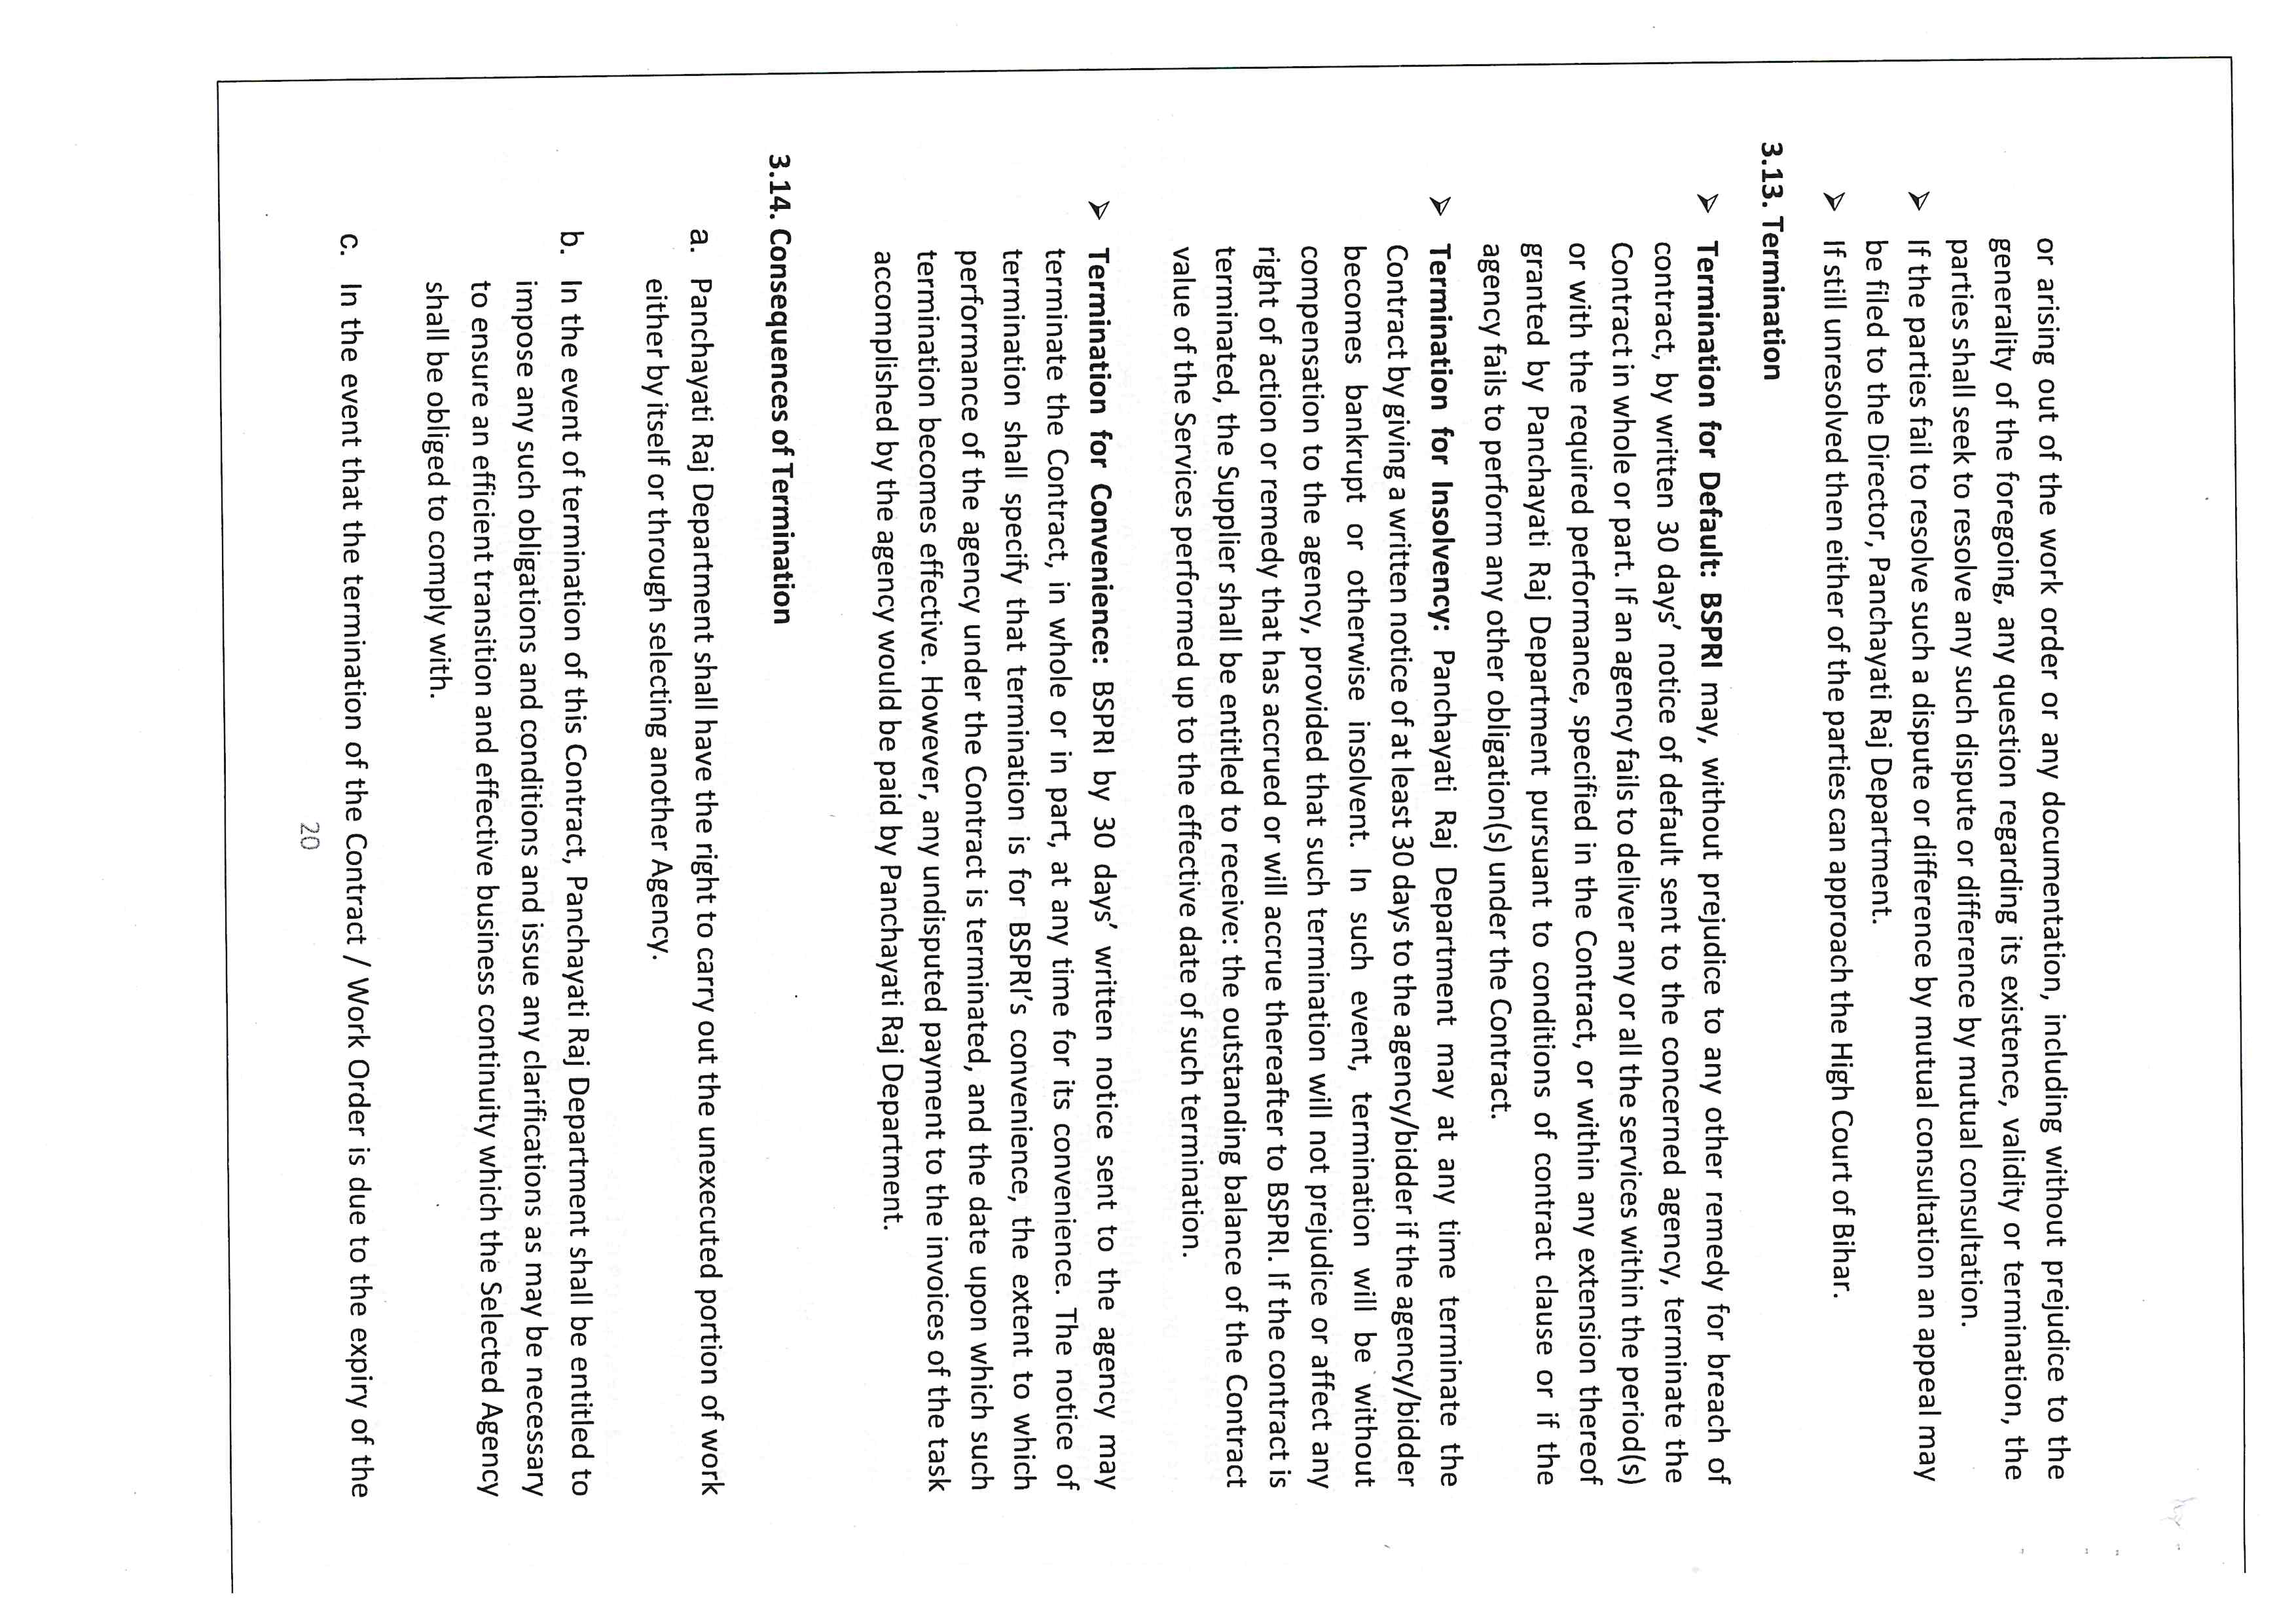 or arising out of the work order or any documentation, including without prejudice to the
generality of the foregoing, any question regarding its existence, validity or termination, the
parties shall seek to resolve any such dispute or difference by mutual consultation.
➢ If the parties fail to resolve such a dispute or difference by mutual consultation an appeal may
be filed to the Director, Panchayati Raj Department.
➢ If still unresolved then either of the parties can approach the High Court of Bihar.
3.13. Termination
➢ Termination for Default: BSPRI may, without prejudice to any other remedy for breach of
contract, by written 30 days' notice of default sent to the concerned agency, terminate the
Contract in whole or part. If an agency fails to deliver any or all the services within the period(s)
or with the required performance, specified in the Contract, or within any extension thereof
granted by Panchayati Raj Department pursuant to conditions of contract clause or if the
agency fails to perform any other obligation(s) under the Contract.
➢ Termination for Insolvency: Panchayati Raj Department may at any time terminate the
Contract by giving a written notice of at least 30 days to the agency/bidder if the agency/bidder
becomes bankrupt or otherwise insolvent. In such event, termination will be without
compensation to the agency, provided that such termination will not prejudice or affect any
right of action or remedy that has accrued or will accrue thereafter to BSPRI. If the contract is
terminated, the Supplier shall be entitled to receive: the outstanding balance of the Contract
value of the Services performed up to the effective date of such termination.
➢ Termination for Convenience: BSPRI by 30 days' written notice sent to the agency may
terminate the Contract, in whole or in part, at any time for its convenience. The notice of
termination shall specify that termination is for BSPRI's convenience, the extent to which
performance of the agency under the Contract is terminated, and the date upon which such
termination becomes effective. However, any undisputed payment to the invoices of the task
accomplished by the agency would be paid by Panchayati Raj Department.
3.14. Consequences of Termination
a. Panchayati Raj Department shall have the right to carry out the unexecuted portion of work
either by itself or through selecting another Agency.
b. In the event of termination of this Contract, Panchayati Raj Department shall be entitled to
impose any such obligations and conditions and issue any clarifications as may be necessary
to ensure an efficient transition and effective business continuity which the Selected Agency
shall be obliged to comply with.
c. In the event that the termination of the Contract / Work Order is due to the expiry of the
20